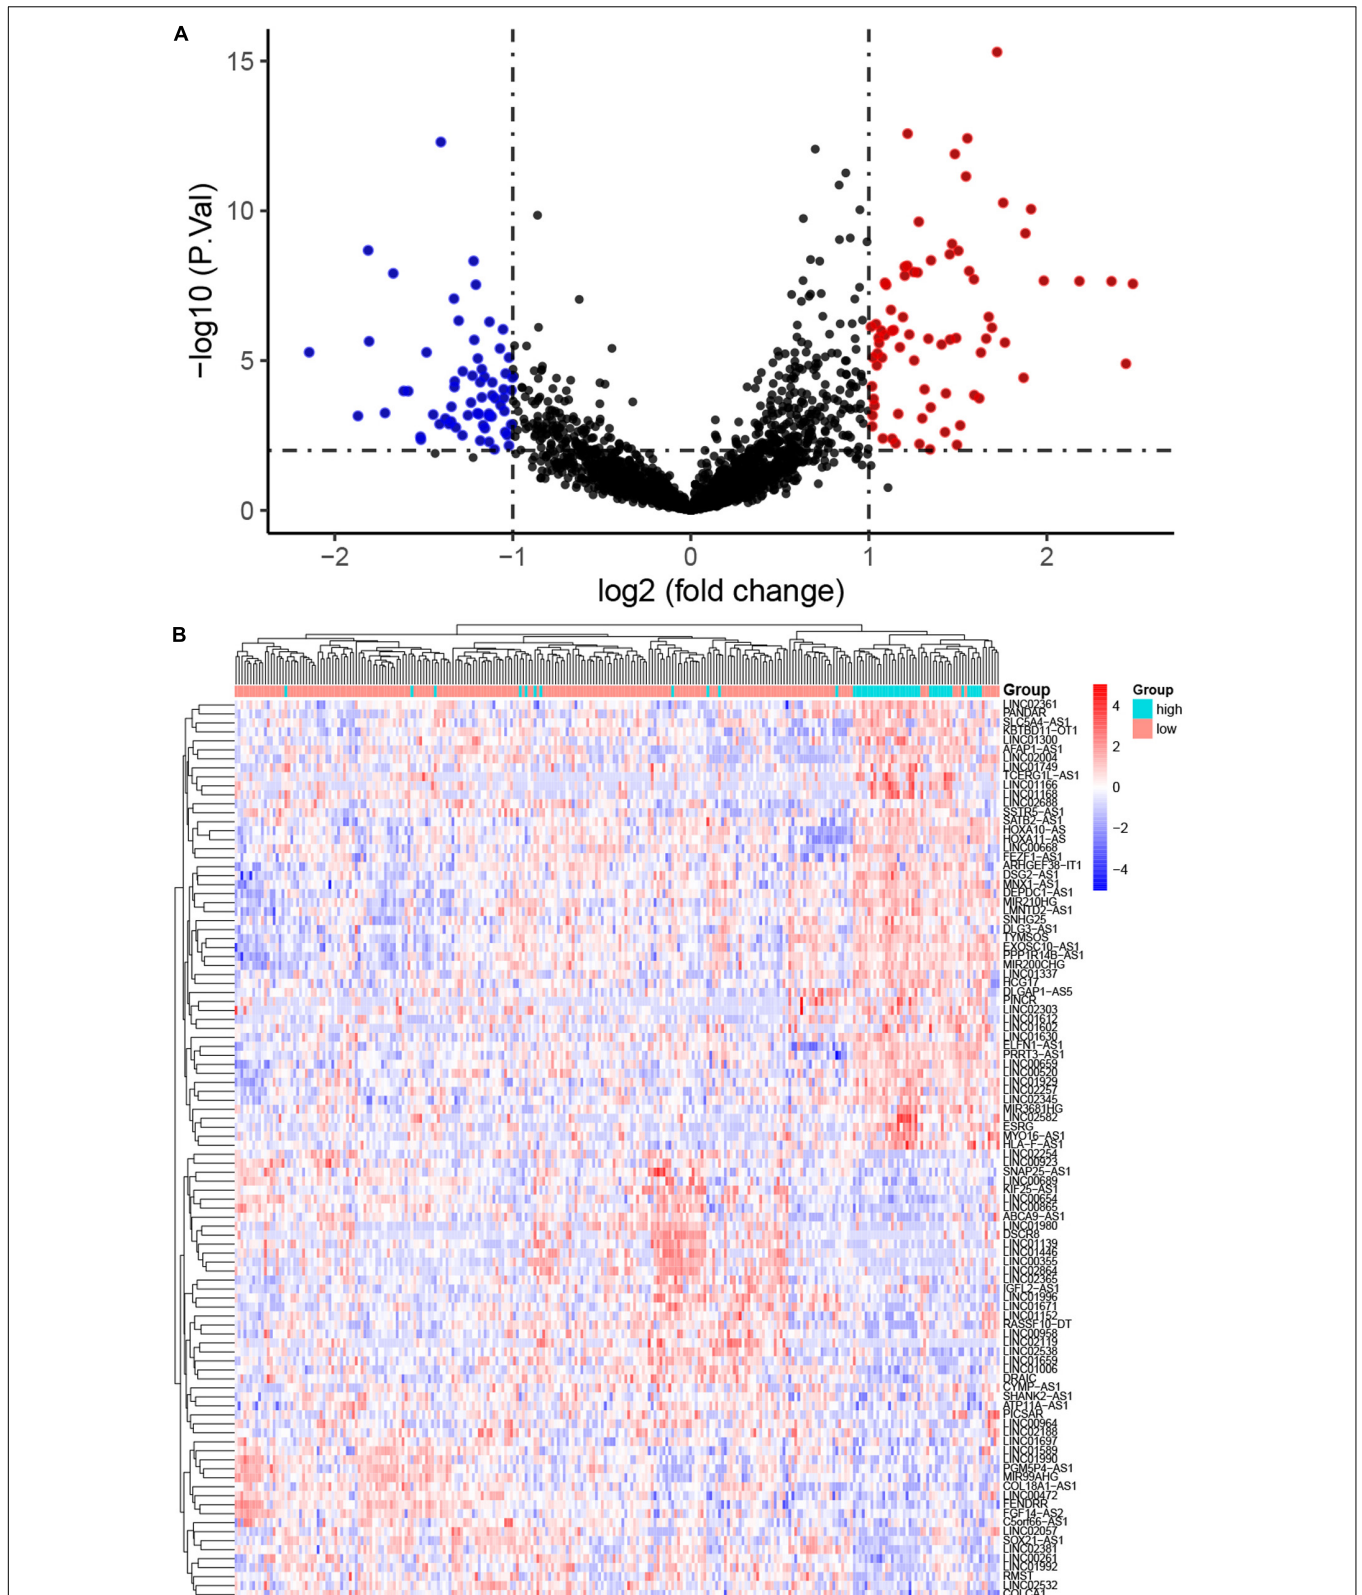 A
15
10
5
0
−log10 (P.Val)
−2
−1
0
1
2
log2 (fold change)
B
Group
LINC02361
PANDAR
SLC5A4−AS1
KBTBD11−OT1
LINC01300
AFAP1−AS1
LINC02004
LINC01749
TCERG1L−AS1
LINC01166
LINC01168
LINC02688
SSTR5−AS1
SATB2−AS1
HOXA10−AS
HOXA11−AS
LINC00668
FEZF1−AS1
ARHGEF38−IT1
DSG2−AS1
MNX1−AS1
DEPDC1−AS1
MIR210HG
LMNTD2−AS1
SNHG25
DLG3−AS1
TYMSOS
EXOSC10−AS1
PPP1R14B−AS1
MIR200CHG
LINC01337
HCG17
DLGAP1−AS5
PINCR
LINC02303
LINC01612
LINC01602
LINC01630
ELFN1−AS1
PRRT3−AS1
LINC00659
LINC00520
LINC01929
LINC02257
LINC02345
MIR3681HG
LINC02582
ESRG
MYO16−AS1
HLA−F−AS1
LINC02254
LINC00923
SNAP25−AS1
LINC00689
KIF25−AS1
LINC00654
LINC00865
ABCA9−AS1
LINC01980
DSCR8
LINC01139
LINC01446
LINC00355
LINC02864
LINC02365
IGFL2−AS1
LINC01996
LINC01671
LINC01152
RASSF10−DT
LINC00958
LINC02119
LINC02538
LINC01659
LINC01006
DRAIC
CYMP−AS1
SHANK2−AS1
ATP11A−AS1
PICSAR
LINC00964
LINC02188
LINC01697
LINC01589
LINC01990
PGM5P4−AS1
MIR99AHG
COL18A1−AS1
LINC00472
FENDRR
FGF14−AS2
C5orf66−AS1
LINC02057
SOX21−AS1
LINC02381
LINC00261
LINC01992
RMST
LINC02532
COLCA1
4
2
0
−2
−4
Group
high
low